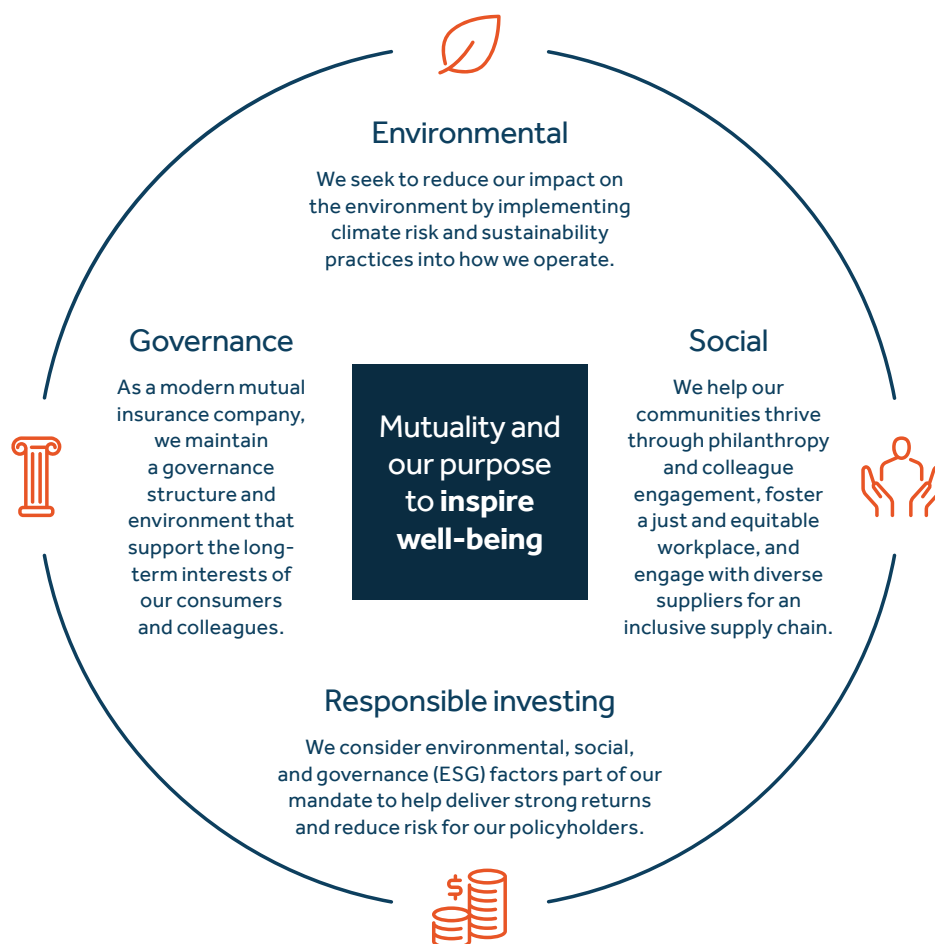 Environmental
We seek to reduce our impact on
the environment by implementing
climate risk and sustainability
practices into how we operate.
Governance
As a modern mutual
insurance company,
we maintain
a governance
structure and
environment that
support the long-
term interests of
our consumers
and colleagues.
Mutuality and
our purpose
to inspire
well-being
Social
We help our
communities thrive
through philanthropy
and colleague
engagement, foster
a just and equitable
workplace, and
engage with diverse
suppliers for an
inclusive supply chain.
Responsible investing
We consider environmental, social,
and governance (ESG) factors part of our
mandate to help deliver strong returns
and reduce risk for our policyholders.
$